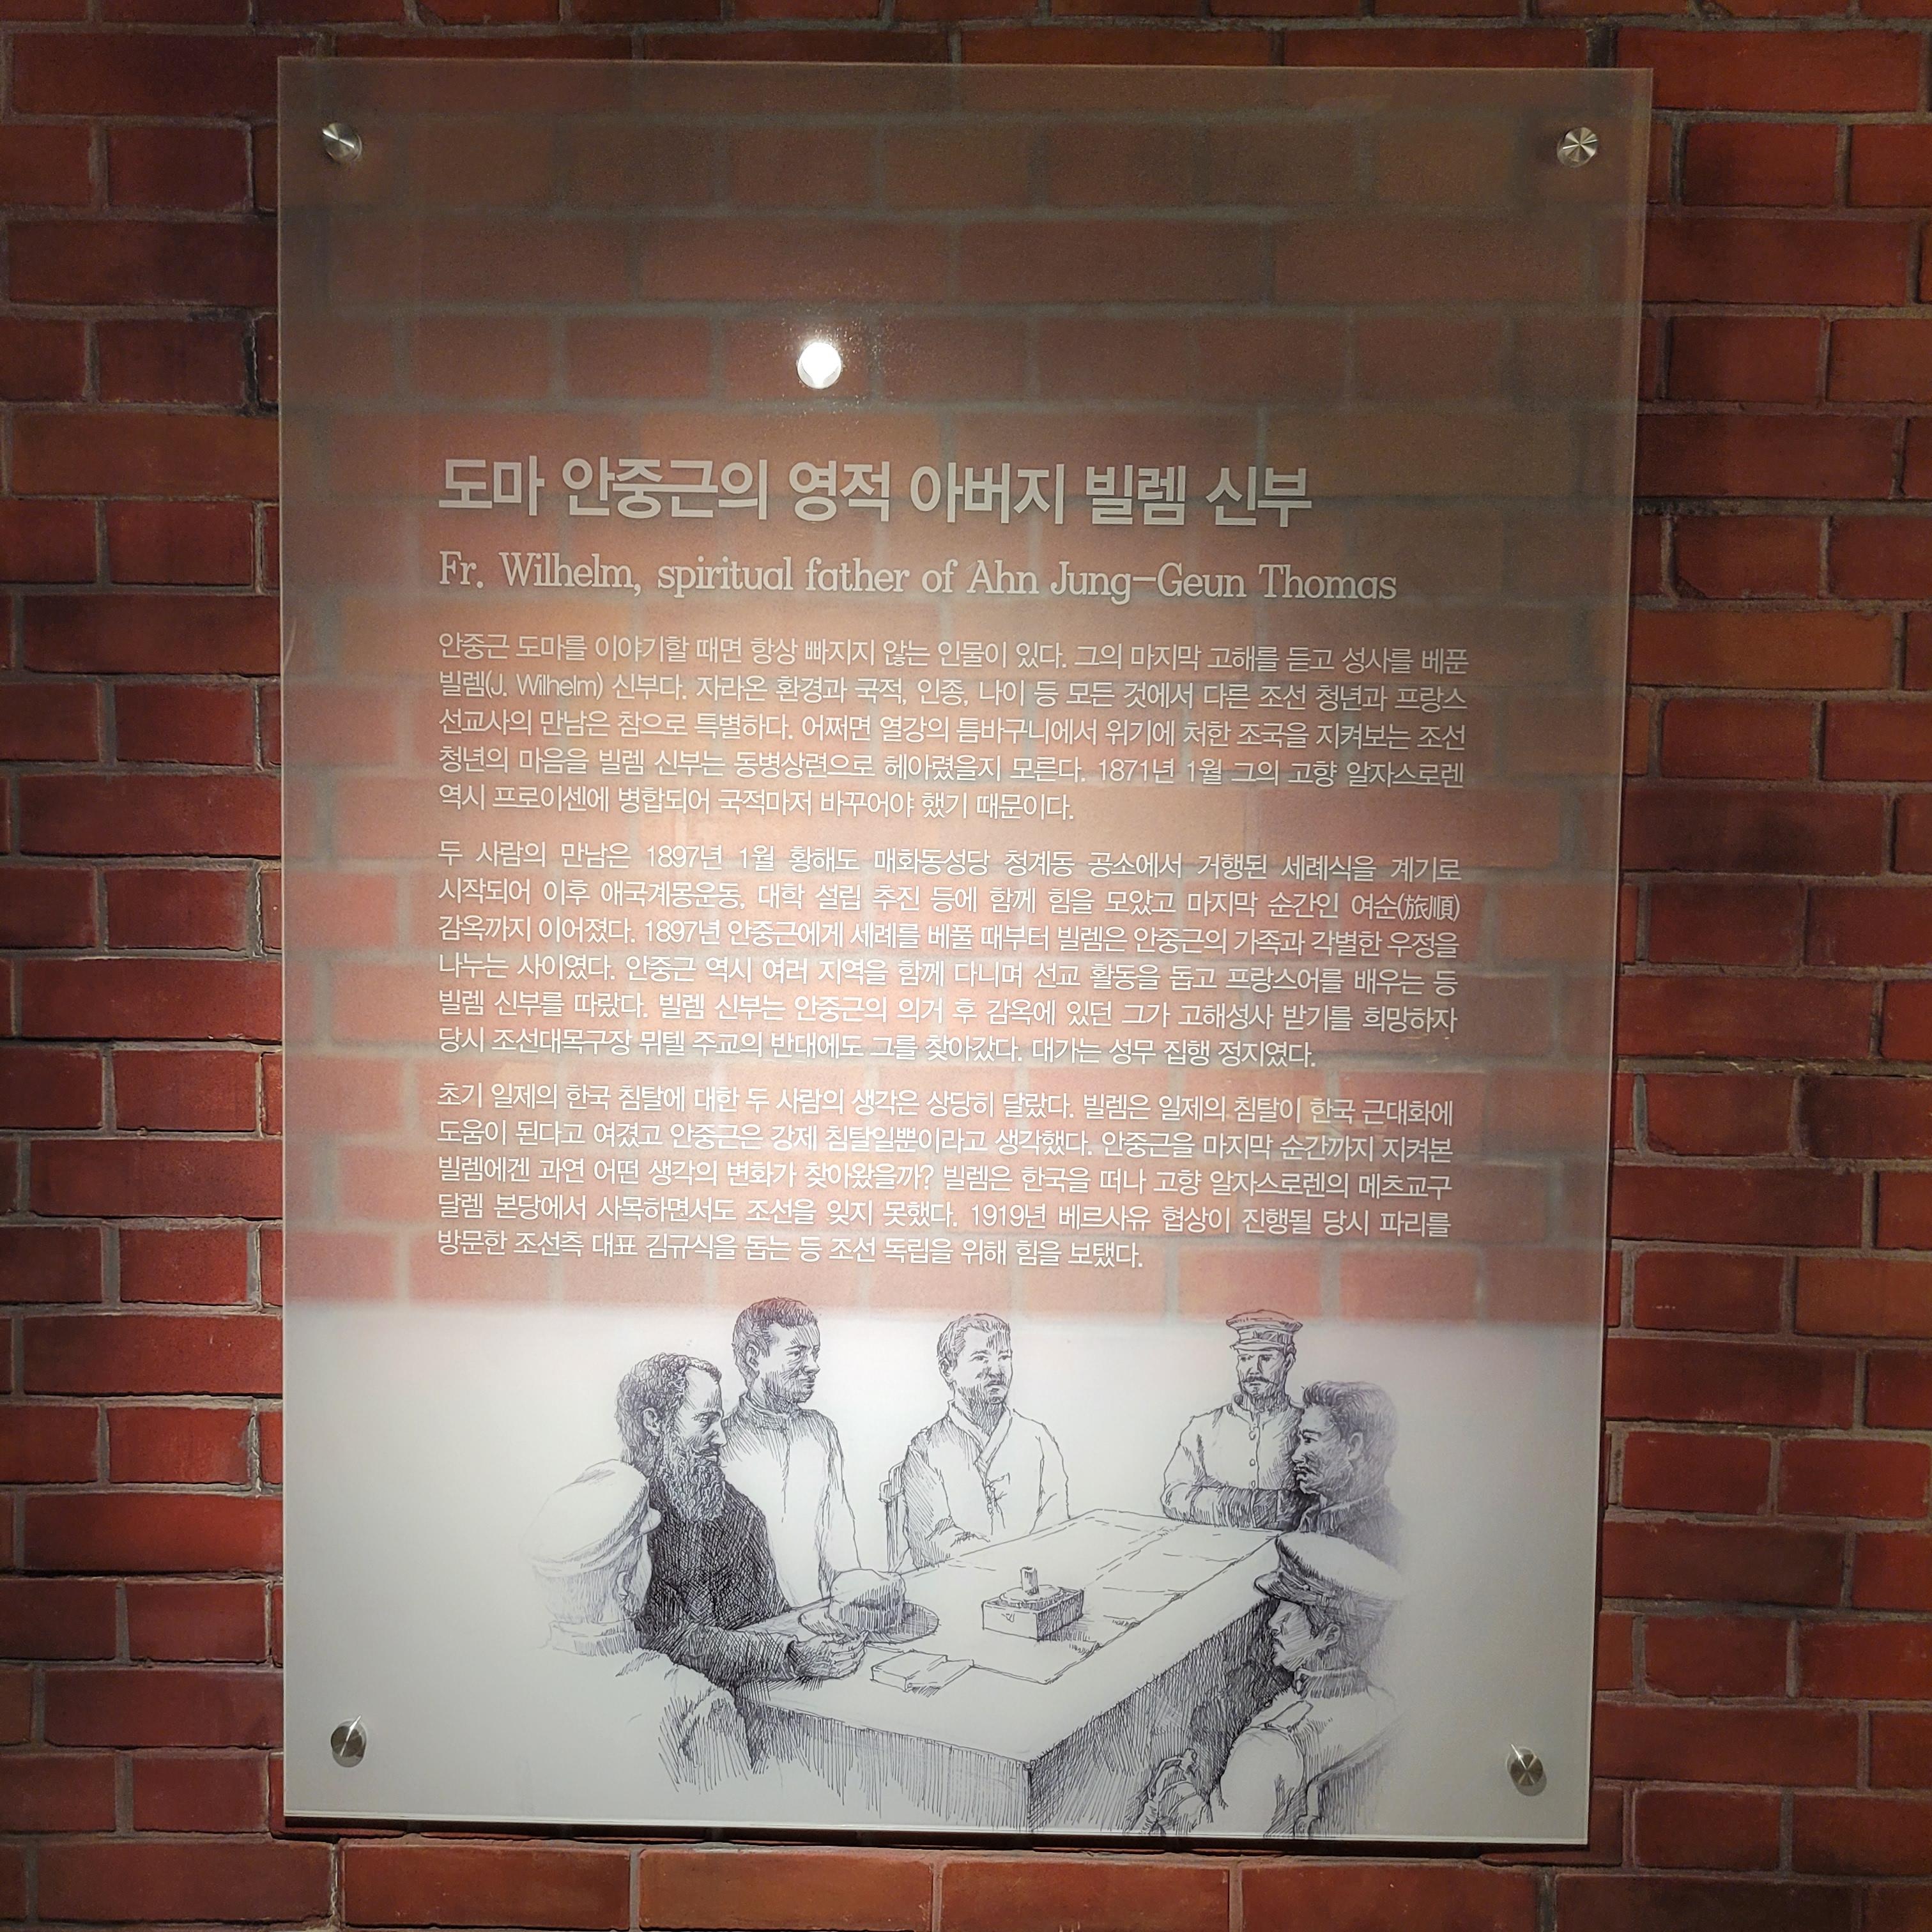 도마 안중근의 영적 아버지 빌렘 신부
Fr. Wilhelm, spiritual father of Ahn Jung-Geun Thomas
안중근 도마를 이야기할 때면 항상 빠지지 않는 인물이 있다. 그의 마지막 고해를 듣고 성사를 베푼
빌렘(J. Wilhelm) 신부다. 자라온 환경과 국적, 인종, 나이 등 모든 것에서 다른 조선 청년과 프랑스
선교사의 만남은 참으로 특별하다. 어쩌면 열강의 틈바구니에서 위기에 처한 조국을 지켜보는 조선
청년의 마음을 빌렘 신부는 동병상련으로 헤아렸을지 모른다. 1871년 1월 그의 고향 알자스로렌
역시 프로이센에 병합되어 국적마저 바꾸어야 했기 때문이다.
두 사람의 만남은 1897년 1월 황해도 매화동성당 청계동 공소에서 거행된 세례식을 계기로
시작되어 이후 애국계몽운동, 대학 설립 추진 등에 함께 힘을 모았고 마지막 순간인 여순(旅順)
감옥까지 이어졌다. 1897년 안중근에게 세례를 베풀 때부터 빌렘은 안중근의 가족과 각별한 우정을
나누는 사이였다. 안중근 역시 여러 지역을 함께 다니며 선교 활동을 돕고 프랑스어를 배우는 등
빌렘 신부를 따랐다. 빌렘 신부는 안중근의 의거 후 감옥에 있던 그가 고해성사 받기를 희망하자
당시 조선대목구장 뮈텔 주교의 반대에도 그를 찾아갔다. 대가는 성무 집행 정지였다.
초기 일제의 한국 침탈에 대한 두 사람의 생각은 상당히 달랐다. 빌렘은 일제의 침탈이 한국 근대화에
도움이 된다고 여겼고 안중근은 강제 침탈일뿐이라고 생각했다. 안중근을 마지막 순간까지 지켜본
빌렘에겐 과연 어떤 생각의 변화가 찾아왔을까? 빌렘은 한국을 떠나 고향 알자스로렌의 메츠교구
달렘 본당에서 사목하면서도 조선을 잊지 못했다. 1919년 베르사유 협상이 진행될 당시 파리를
방문한 조선측 대표 김규식을 돕는 등 조선 독립을 위해 힘을 보탰다.